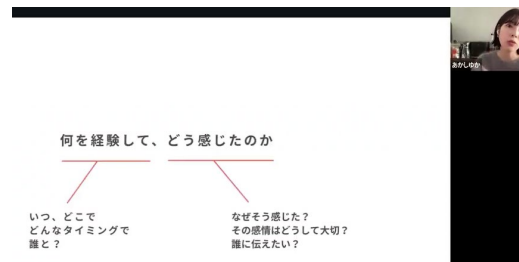 あかしゆか
何を経験して、どう感じたのか
いつ、どこで
どんなタイミングで
誰と？
なぜそう感じた？
その感情はどうして大切？
誰に伝えたい？